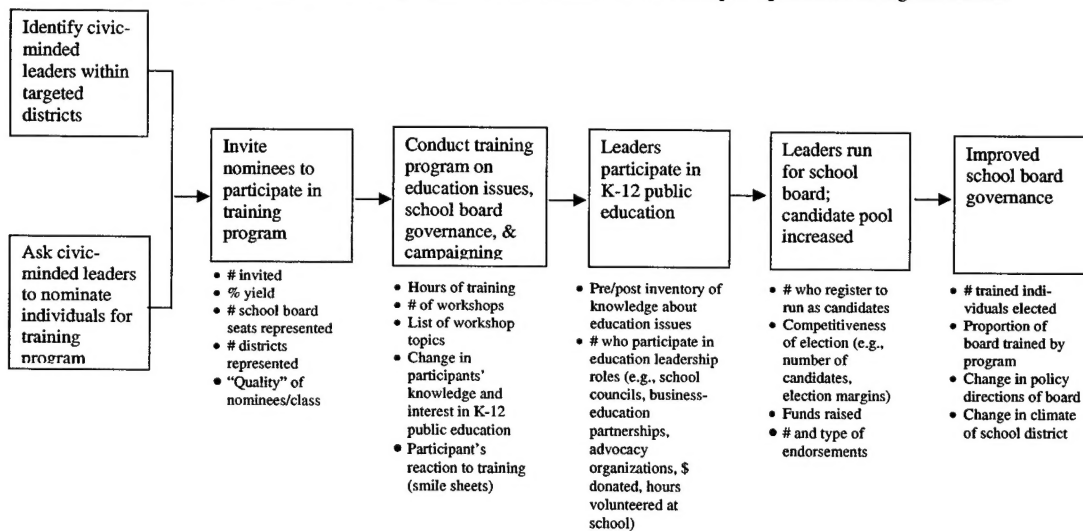 Identify civic-
minded
leaders within
targeted
districts
Ask civic-
minded leaders
to nominate
individuals for
training
program
Invite
nominees to
participate in
training
program
• # invited
• % yield
• # school board
seats represented
• # districts
represented
• “Quality” of
nominees/class
Conduct training
program on
education issues,
school board
governance, &
campaigning
• Hours of training
• # of workshops
• List of workshop
topics
• Change in
participants’
knowledge and
interest in K-12
public education
• Participant’s
reaction to training
(smile sheets)
Leaders
participate in
K-12 public
education
• Pre/post inventory of
knowledge about
education issues
• # who participate in
education leadership
roles (e.g., school
councils, business-
education
partnerships,
advocacy
organizations, $
donated, hours
volunteered at
school)
Leaders run
for school
board;
candidate pool
increased
• # who register to
run as candidates
• Competitiveness
of election (e.g.,
number of
candidates,
election margins)
• Funds raised
• # and type of
endorsements
Improved
school board
governance
• # trained indi-
viduals elected
• Proportion of
board trained by
program
• Change in policy
directions of board
• Change in climate
of school district